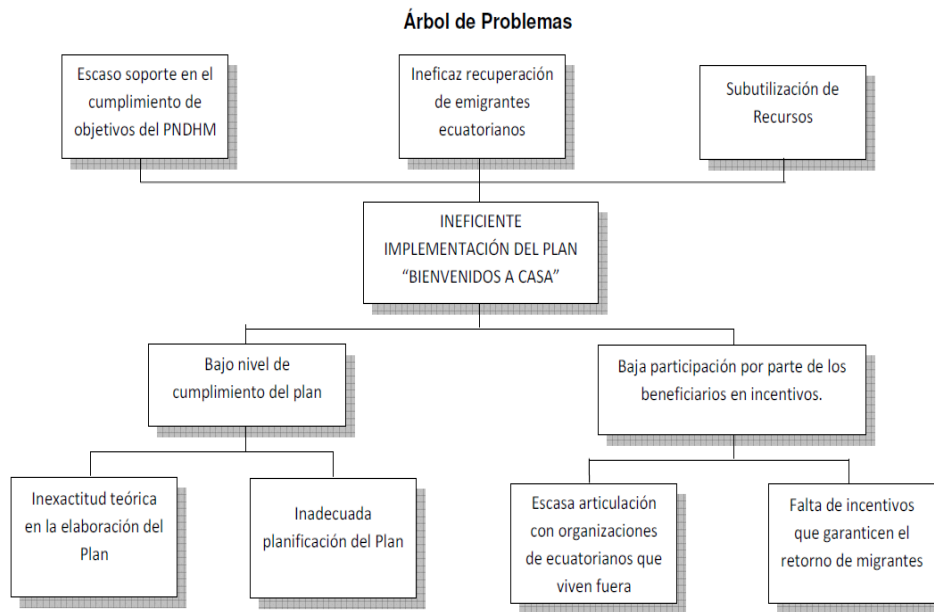 Árbol de Problemas
Escaso soporte en el
cumplimiento de
objetivos del PNDHM
Ineficaz recuperación
de emigrantes
ecuatorianos
Subutilización de
Recursos
INEFICIENTE
IMPLEMENTACIÓN DEL PLAN
“BIENVENIDOS A CASA”
Bajo nivel de
cumplimiento del plan
Baja participación por parte de los
beneficiarios en incentivos.
Inexactitud teórica
en la elaboración del
Plan
Inadecuada
planificación del Plan
Escasa articulación
con organizaciones
de ecuatorianos que
viven fuera
Falta de incentivos
que garanticen el
retorno de migrantes